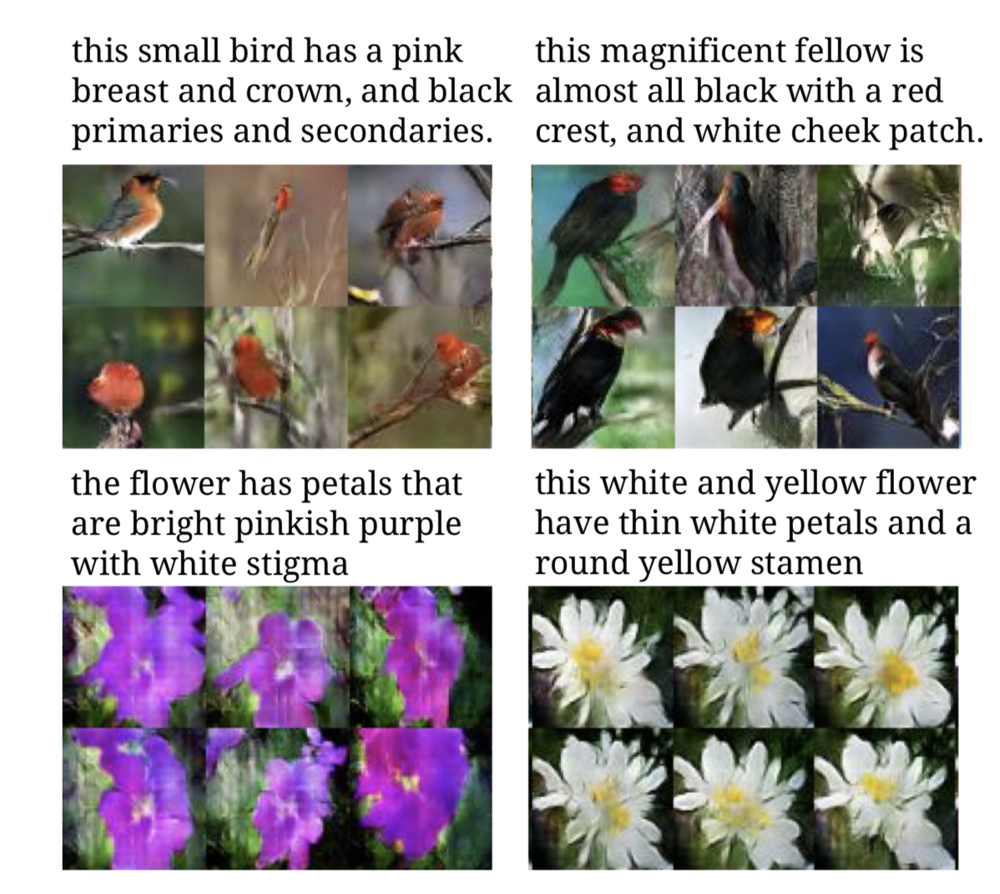 this small bird has a pink
breast and crown, and black
primaries and secondaries.
this magnificent fellow is
almost all black with a red
crest, and white cheek patch.
the flower has petals that
are bright pinkish purple
with white stigma
this white and yellow flower
have thin white petals and a
round yellow stamen